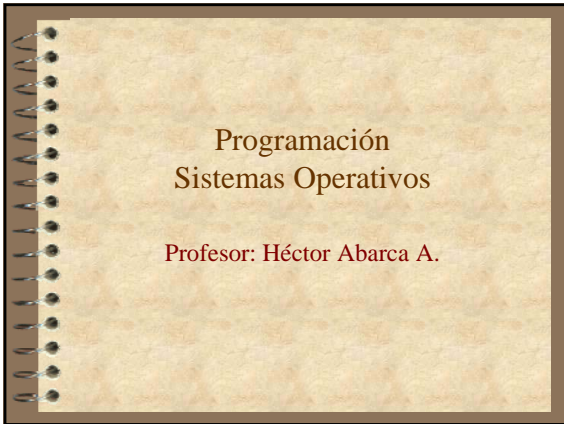 Programación
Sistemas Operativos
Profesor: Héctor Abarca A.